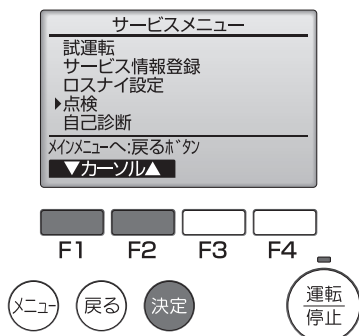 サービスメニュー
試運転
サービス情報登録
ロスナイ設定
▶点検
自己診断
メインメニューへ:戻るボタン
▼カーソル▲
F1 F2 F3 F4
メニュー 戻る 決定 運転
停止